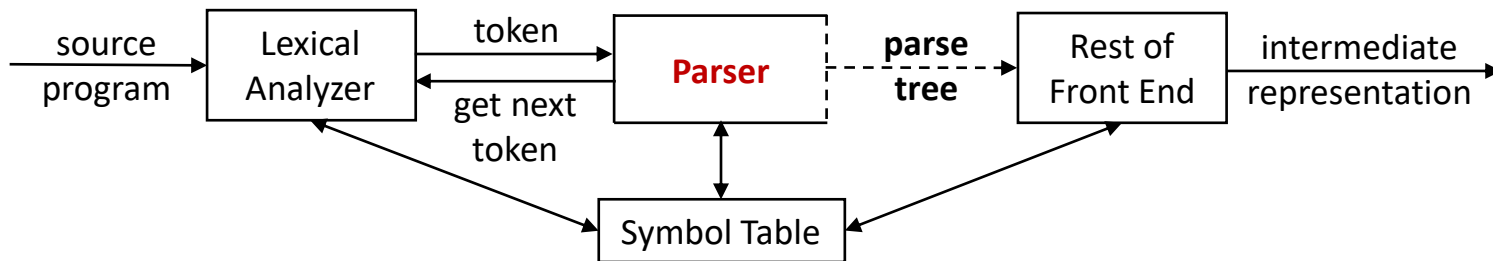 source
program
Lexical
Analyzer
token
get next
token
Parser
parse
tree
Rest of
Front End
intermediate
representation
Symbol Table